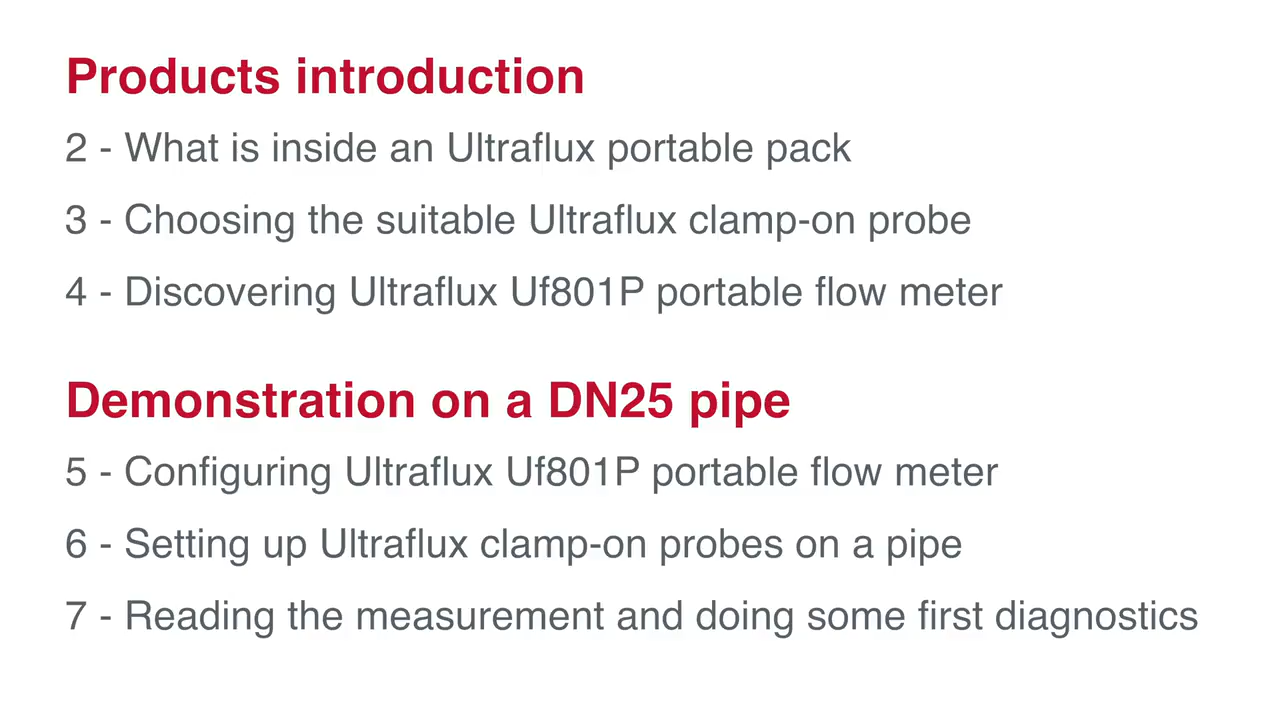 Products introduction
2 - What is inside an Ultraflux portable pack
3 - Choosing the suitable Ultraflux clamp-on probe
4 - Discovering Ultraflux Uf801P portable flow meter
Demonstration on a DN25 pipe
5 - Configuring Ultraflux Uf801P portable flow meter
6 - Setting up Ultraflux clamp-on probes on a pipe
7 - Reading the measurement and doing some first diagnostics